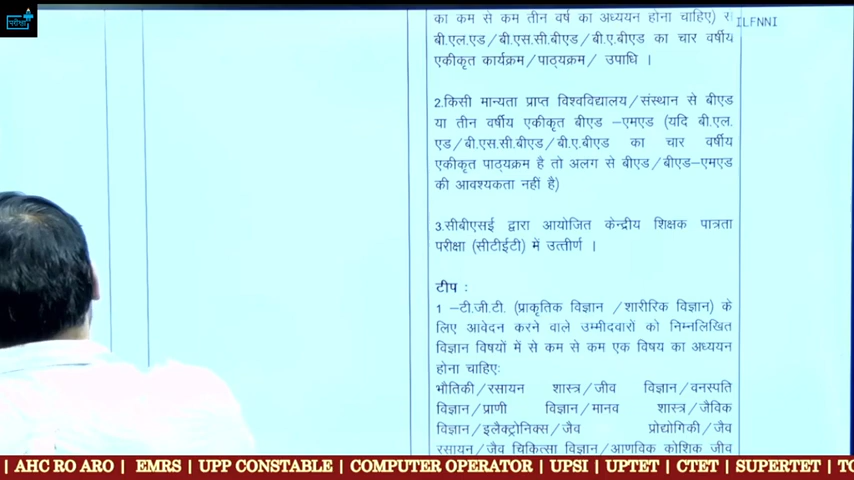 परीक्षा
का कम से कम तीन वर्ष का अध्ययन होना चाहिए)
ILFNNI
बी.एल.एड/बी.एस.सी.बीएड/बी.ए.बीएड का चार वर्षीय
एकीकृत कार्यक्रम/पाठ्यक्रम/ उपाधि ।
2.किसी मान्यता प्राप्त विश्वविद्यालय/संस्थान से बीएड
या तीन वर्षीय एकीकृत बीएड –एमएड (यदि बी.एल.
एड/बी.एस.सी.बीएड/बी.ए.बीएड का चार वर्षीय
एकीकृत पाठ्यक्रम है तो अलग से बीएड/बीएड–एमएड
की आवश्यकता नहीं है)
3.सीबीएसई द्वारा आयोजित केन्द्रीय शिक्षक पात्रता
परीक्षा (सीटीईटी) में उत्तीर्ण ।
टीप :
1 –टी.जी.टी. (प्राकृतिक विज्ञान /शारीरिक विज्ञान) के
लिए आवेदन करने वाले उम्मीदवारों को निम्नलिखित
विज्ञान विषयों में से कम से कम एक विषय का अध्ययन
होना चाहिएः
भौतिकी/रसायन शास्त्र/जीव विज्ञान/वनस्पति
विज्ञान/प्राणी विज्ञान/मानव शास्त्र/जैविक
विज्ञान/इलैक्ट्रोनिक्स/जैव प्रोद्योगिकी/जैव
रसायन/जैव चिकित्सा विज्ञान/आणविक कोशिक जीव
| AHC RO ARO | EMRS | UPP CONSTABLE | COMPUTER OPERATOR | UPSI | UPTET | CTET | SUPERTET |